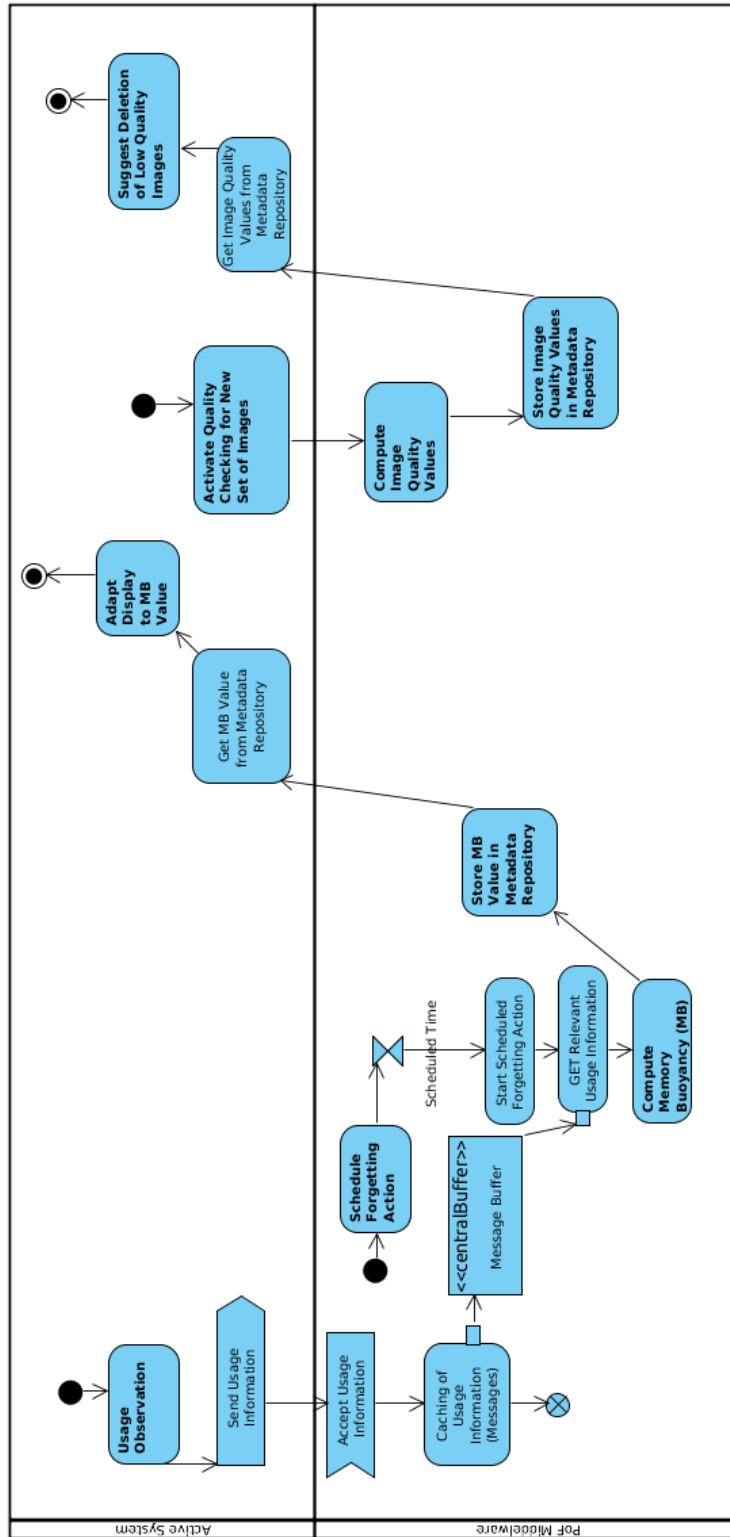 Active System
Usage
Observation
Send Usage
Information
Get MB Value
from Metadata
Repository
Adapt
Display
to MB
Value
Activate Quality
Checking for New
Set of Images
Get Image Quality
Values from
Metadata
Repository
Suggest Deletion
of Low Quality
Images
PoF Middelware
Accept Usage
Information
Caching of
Usage
Information
(Messages)
Schedule
Forgetting
Action
<<centralBuffer>>
Message Buffer
Scheduled Time
Start Scheduled
Forgetting Action
GET Relevant
Usage Information
Compute
Memory
Buoyancy (MB)
Store MB
Value in
Metadata
Repository
Compute
Image
Quality
Values
Store Image
Quality Values
in Metadata
Repository